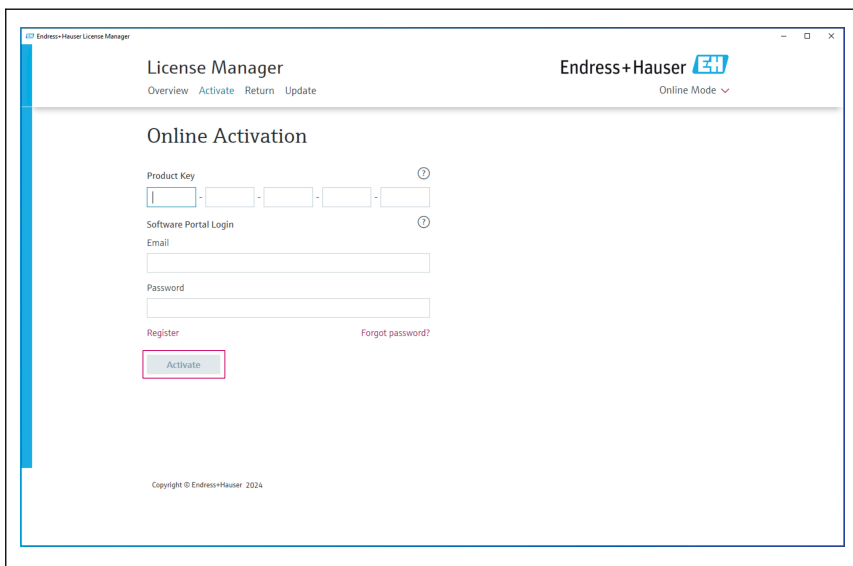 Endress+Hauser License Manager
License Manager
Endress+Hauser EH
Overview Activate Return Update
Online Mode
Online Activation
Product Key ?
- - - -
Software Portal Login ?
Email
Password
Register Forgot password?
Activate
Copyright © Endress+Hauser 2024